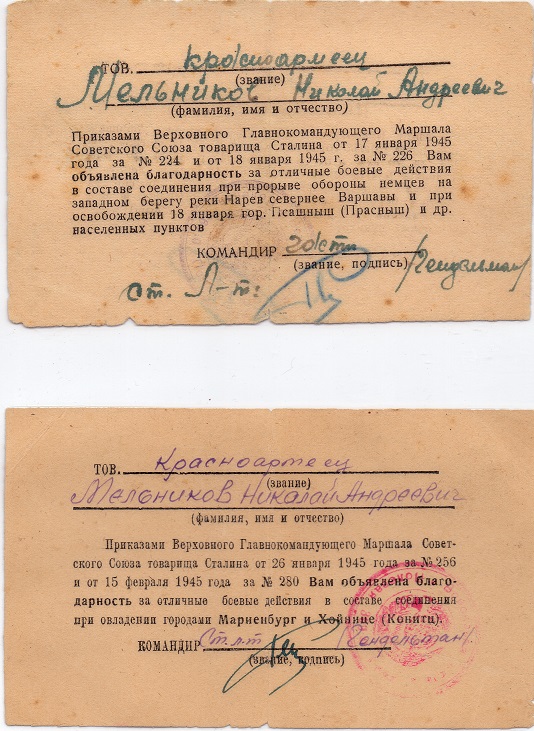 ТОВ. красноармеец
(звание)
Мельников Николай Андреевич
(фамилия, имя и отчество)
Приказами Верховного Главнокомандующего Маршала
Советского Союза товарища Сталина от 17 января 1945
года за № 224 и от 18 января 1945 г. за № 226 Вам
объявлена благодарность за отличные боевые действия
в составе соединения при прорыве обороны немцев на
западном берегу реки Нарев севернее Варшавы и при
освобождении 18 января гор. Псашныш (Прасныш) и др.
населенных пунктов
КОМАНДИР
(звание, подпись) /Гендельман/
Ст. Л-т:
ТОВ. Красноармеец
(звание)
Мельников Николай Андреевич
(фамилия, имя и отчество)
Приказами Верховного Главнокомандующего Маршала Совет-
ского Союза товарища Сталина от 26 января 1945 года за № 256
и от 15 февраля 1945 года за № 280 Вам объявлена благо-
дарность за отличные боевые действия в составе соединения
при овладении городами Мариенбург и Хойнице (Конитц).
КОМАНДИР Ст. л-т /Гендельман/
(звание, подпись)